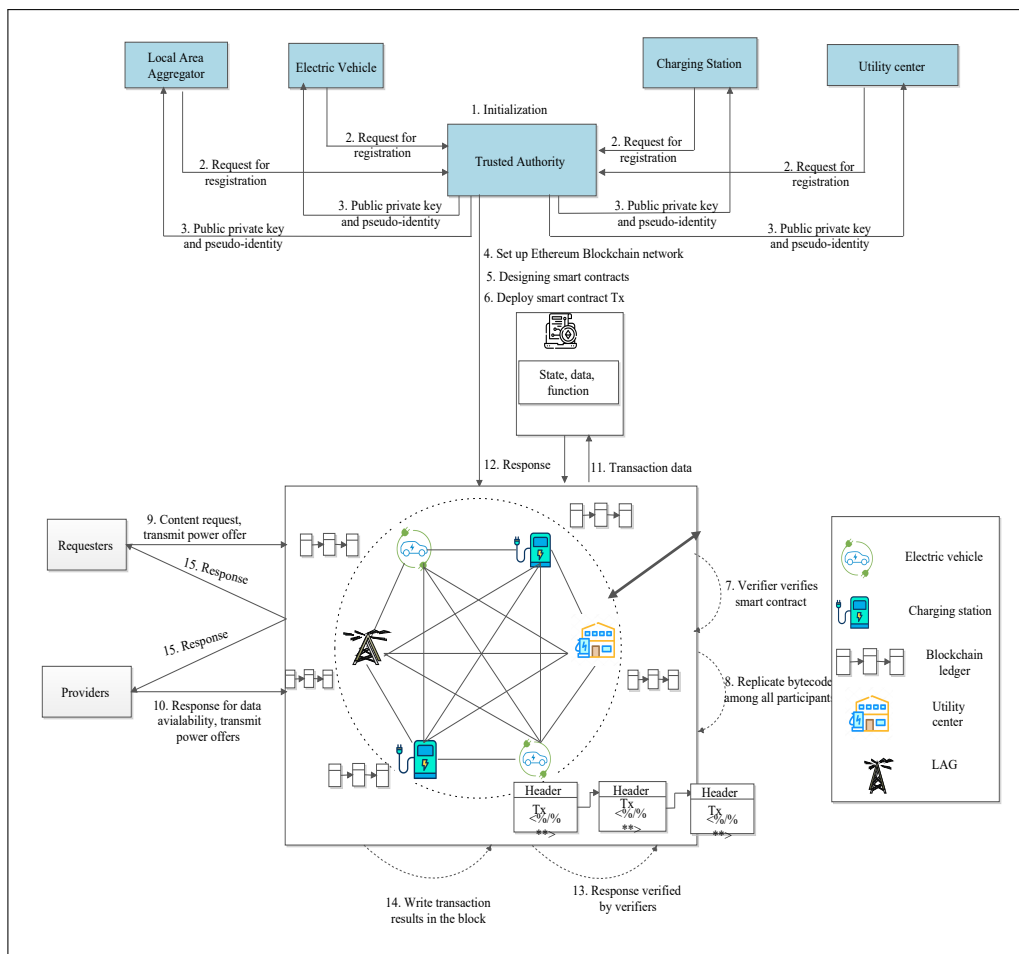 Local Area
Aggregator
Electric Vehicle
Charging Station
Utility center
1. Initialization
2. Request for
resgistration
2. Request for
registration
Trusted Authority
2. Request for
registration
2. Request for
registration
3. Public private key
and pseudo-identity
3. Public private key
and pseudo-identity
3. Public private key
and pseudo-identity
3. Public private key
and pseudo-identity
4. Set up Ethereum Blockchain network
5. Designing smart contracts
6. Deploy smart contract Tx
State, data,
function
12. Response
11. Transaction data
Requesters
9. Content request,
transmit power offer
15. Response
15. Response
Providers
10. Response for data
avialability, transmit
power offers
7. Verifier verifies
smart contract
8. Replicate bytecode
among all participants
Header
Tx
<%/%
**>
Header
Tx
<%/%
**>
Header
Tx
<%/%
**>
14. Write transaction
results in the block
13. Response verified
by verifiers
Electric vehicle
Charging station
Blockchain
ledger
Utility
center
LAG